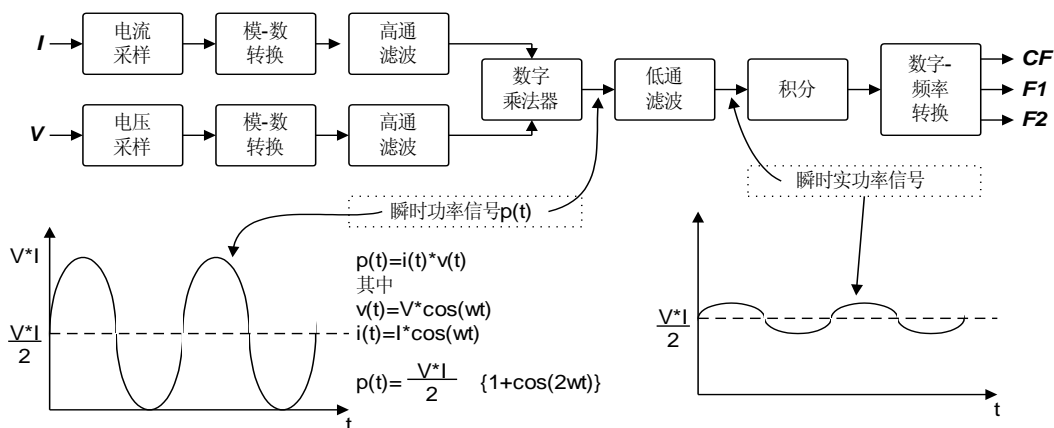 I
电流
采样
模-数
转换
高通
滤波
数字
乘法器
低通
滤波
积分
数字-
频率
转换
CF
F1
F2
V
电压
采样
模-数
转换
高通
滤波
瞬时功率信号p(t)
瞬时实功率信号
V*I
V*I
2
t
p(t)=i(t)*v(t)
其中
v(t)=V*cos(wt)
i(t)=I*cos(wt)
p(t)= V*I
2
{1+cos(2wt)}
V*I
2
t